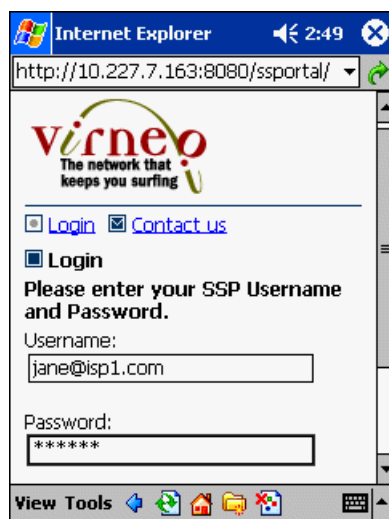 Internet Explorer 2:49
http://10.227.7.163:8080/ssportal/
Virneo
The network that
keeps you surfing
Login Contact us
Login
Please enter your SSP Username
and Password.
Username:
jane@isp1.com
Password:
******
View Tools